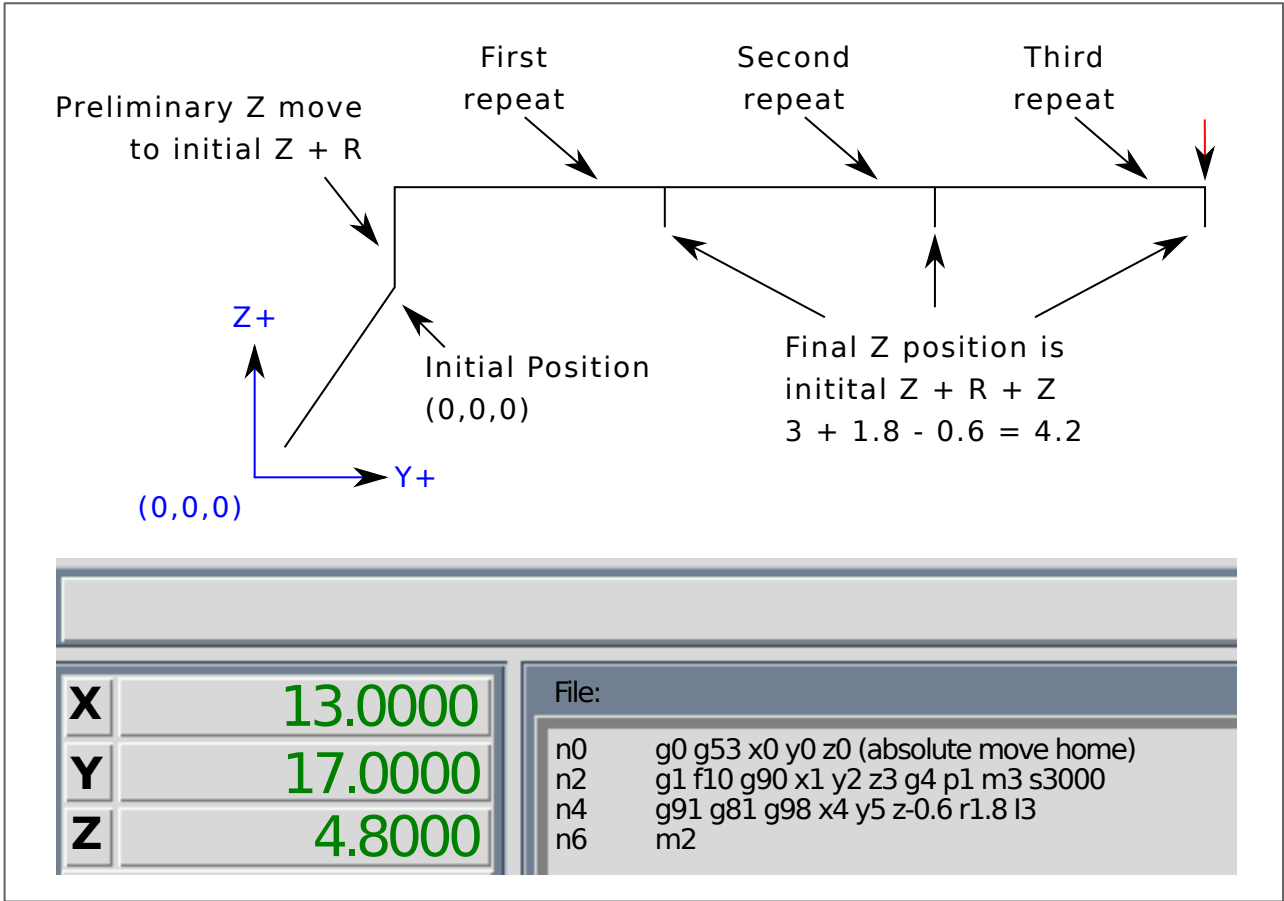 First
repeat
Second
repeat
Third
repeat
Preliminary Z move
to initial Z + R
Z+
Initial Position
(0,0,0)
Final Z position is
initital Z + R + Z
3 + 1.8 - 0.6 = 4.2
Y+
(0,0,0)
X 13.0000
Y 17.0000
Z 4.8000
File:
n0 g0 g53 x0 y0 z0 (absolute move home)
n2 g1 f10 g90 x1 y2 z3 g4 p1 m3 s3000
n4 g91 g81 g98 x4 y5 z-0.6 r1.8 l3
n6 m2